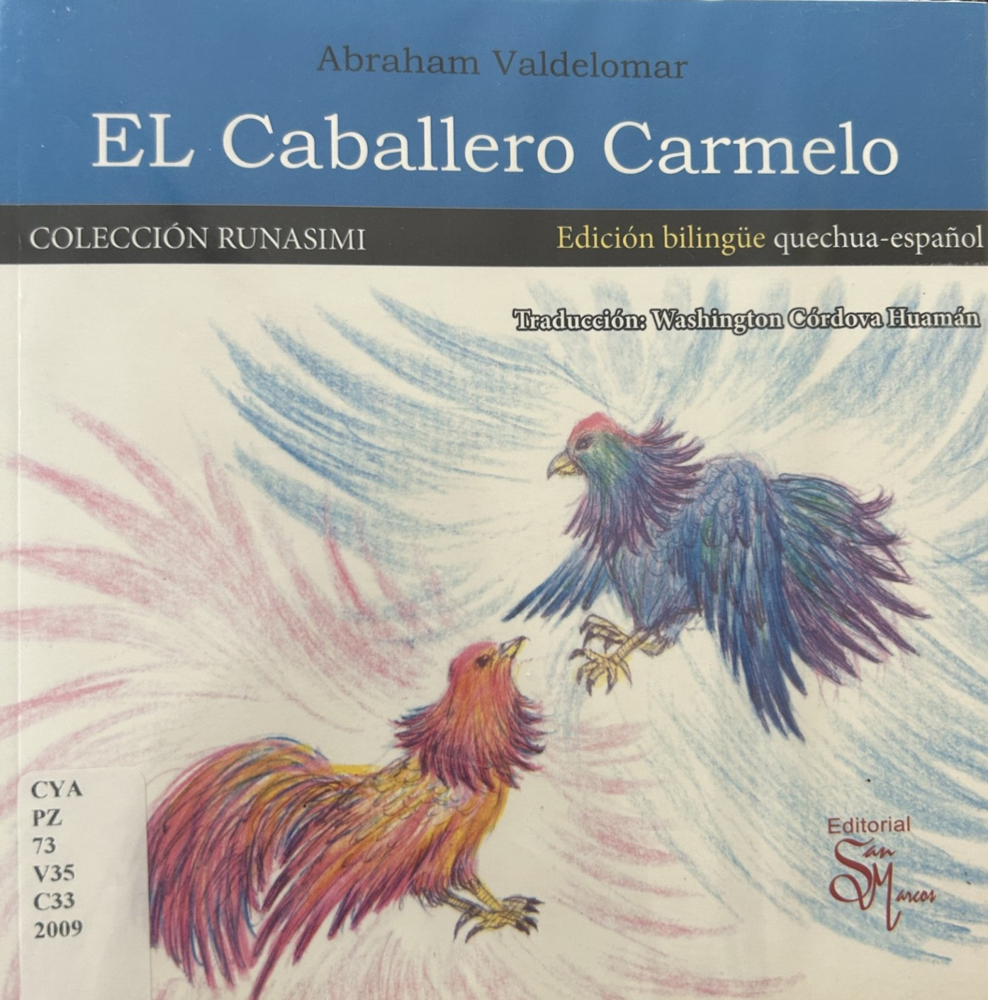 Abraham Valdelomar
EL Caballero Carmelo
COLECCIÓN RUNASIMI
Edición bilingüe quechua-español
Traducción: Washington Córdova Huamán
CYA
PZ
73
V35
C33
2009
Editorial
San
Marcos